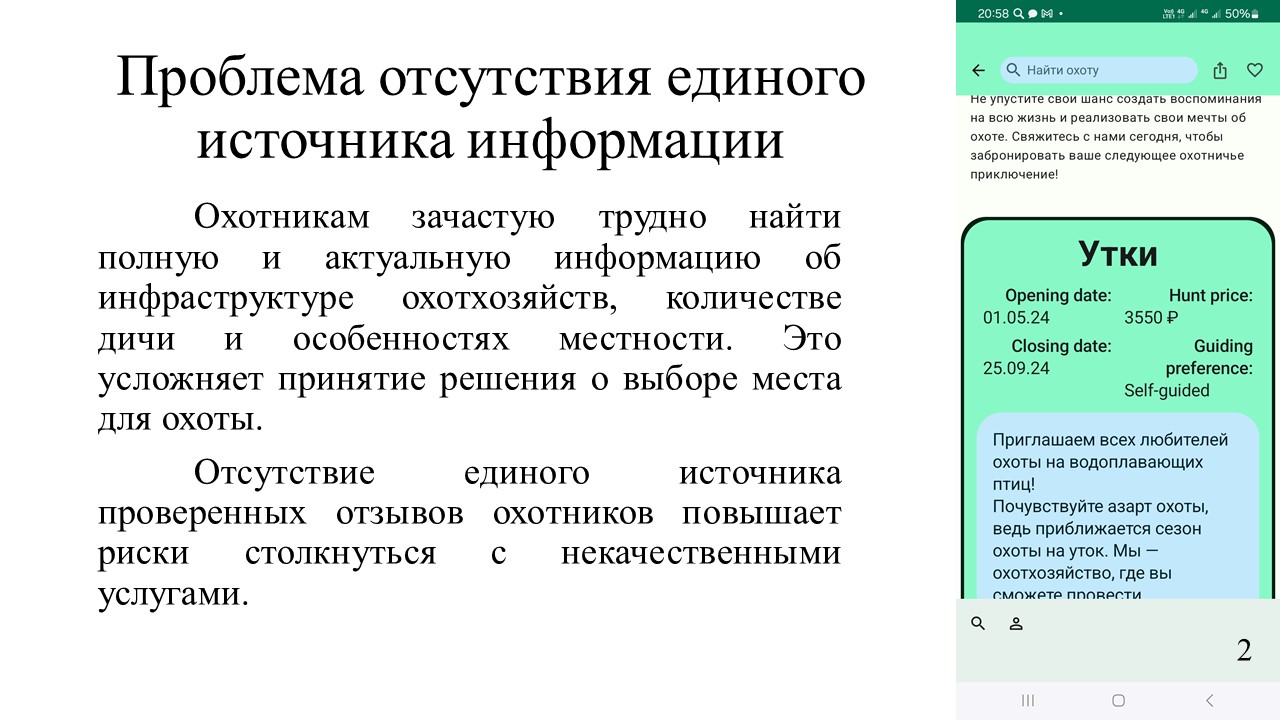 Проблема отсутствия единого
источника информации
Охотникам зачастую трудно найти
полную и актуальную информацию об
инфраструктуре охотхозяйств, количестве
дичи и особенностях местности. Это
усложняет принятие решения о выборе места
для охоты.
Отсутствие единого источника
проверенных отзывов охотников повышает
риски столкнуться с некачественными
услугами.
20:58
Vo) 4G LTE1 4G 50%
Найти охоту
Не упустите свой шанс создать воспоминания
на всю жизнь и реализовать свои мечты об
охоте. Свяжитесь с нами сегодня, чтобы
забронировать ваше следующее охотничье
приключение!
Утки
Opening date:
01.05.24
Hunt price:
3550 ₽
Closing date:
25.09.24
Guiding
preference:
Self-guided
Приглашаем всех любителей
охоты на водоплавающих
птиц!
Почувствуйте азарт охоты,
ведь приближается сезон
охоты на уток. Мы —
охотхозяйство, где вы
сможете провести
2